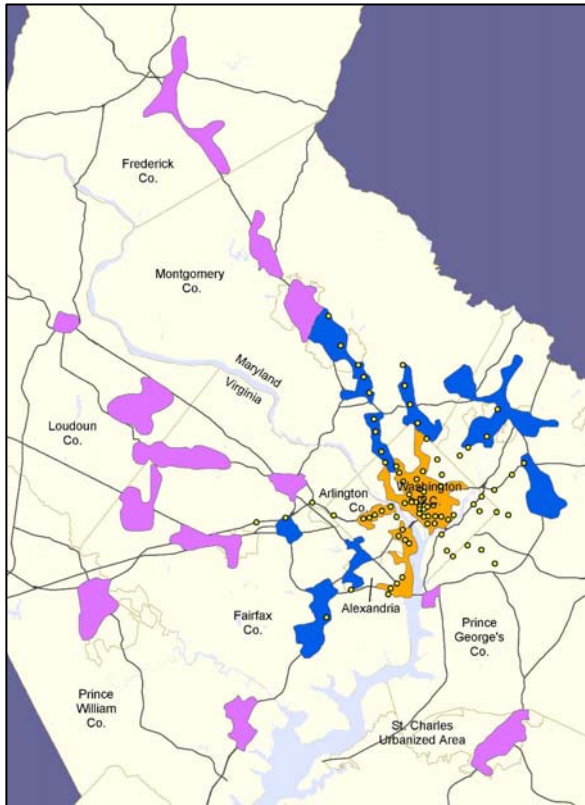 Frederick
Co.
Montgomery
Co.
Maryland
Virginia
Loudoun
Co.
Arlington
Co.
Washington
D.C.
Alexandria
Fairfax
Co.
Prince
George's
Co.
Prince
William
Co.
St. Charles
Urbanized Area